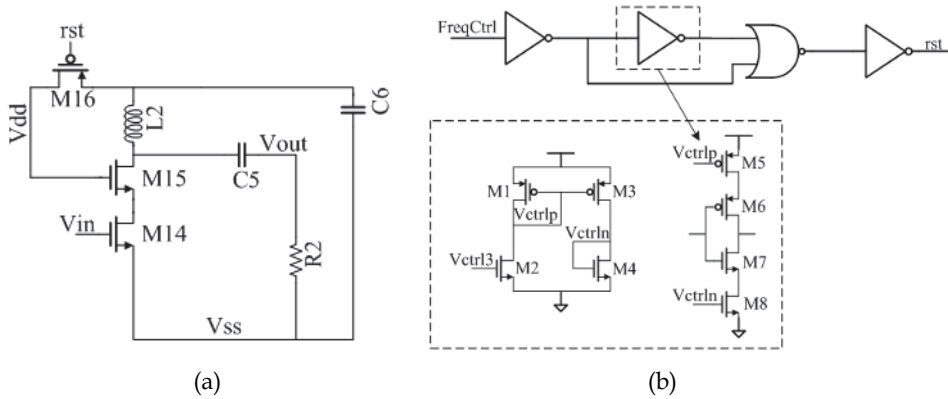 rst
M16
Vdd
L2
C6
Vout
C5
M15
Vin
M14
R2
Vss
(a)
FreqCtrl
rst
Vctrlp
M5
M1
M3
Vctrlp
M6
Vctrln
Vctrl3
M2
M4
M7
Vctrln
M8
(b)